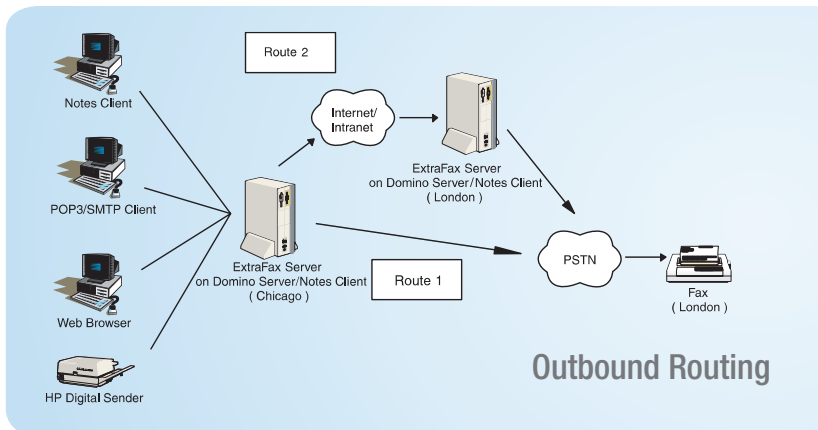 Route 2
Notes Client
Internet/
Intranet
ExtraFax Server
on Domino Server/Notes Client
( London )
POP3/SMTP Client
ExtraFax Server
on Domino Server/Notes Client
( Chicago )
Route 1
PSTN
Fax
( London )
Web Browser
HP Digital Sender
Outbound Routing